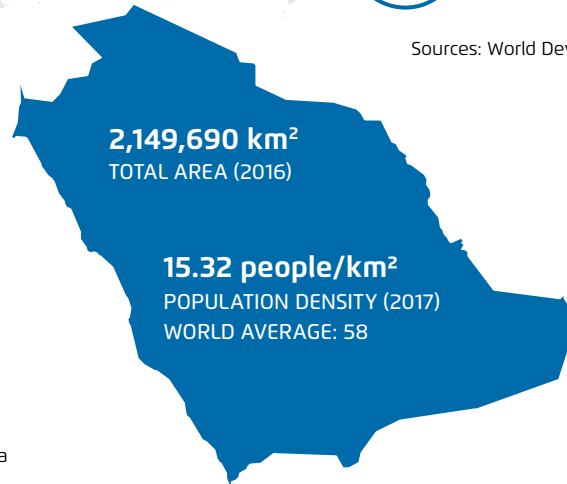 Sources: World Dev
2,149,690 km²
TOTAL AREA (2016)
15.32 people/km²
POPULATION DENSITY (2017)
WORLD AVERAGE: 58
a